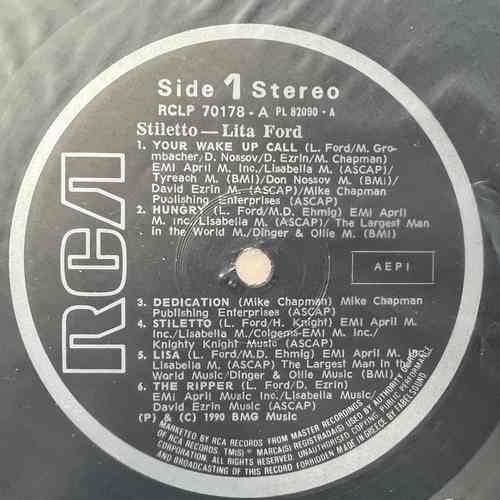 Side 1 Stereo
RCLP 70178 - A PL 82090 - A
Stiletto — Lita Ford
1. YOUR WAKE UP CALL (L. Ford/M. Gro-
mbacher/D. Nossov/D. Ezrin/M. Chapman)
EMI April M. Inc./Lisabella M. (ASCAP)/
Tyreach M. (BMI)/Don Nossov M. (BMI)/
David Ezrin M. (ASCAP)/Mike Chapman
Publishing Enterprises (ASCAP)
2. HUNGRY (L. Ford/M.D. Ehmig) EMI April
M. Inc./Lisabella M. (ASCAP)/ The Largest Man
in the World M./Dinger & Ollie M. (BMI)
RCA
AEPI
3. DEDICATION (Mike Chapman) Mike Chapman
Publishing Enterprises (ASCAP)
4. STILETTO (L. Ford/H. Knight) EMI April M.
Inc./Lisabella M./Colgems-EMI M. Inc./
Knighty Knight Music (ASCAP)
5. LISA (L. Ford/M.D. Ehmig) EMI April M.
Lisabella M. (ASCAP) The Largest Man in
World Music/Dinger & Ollie Music (BMI)
6. THE RIPPER (L. Ford/D. Ezrin)
EMI April Music Inc./Lisabella Music/
David Ezrin Music (ASCAP)
(P) & (C) 1990 BMG Music
MARKETED BY RCA RECORDS FROM MASTER RECORDINGS
OF RCA RECORDS. TM(S) ® MARCA(S) REGISTRADA(S) USED BY AUTHORITY
CORPORATION. ALL RIGHTS RESERVED. UNAUTHORISED COPYING, PUBLIC PERFORMANCE
AND BROADCASTING OF THIS RECORD FORBIDDEN MADE IN GREECE BY FABELSOUND